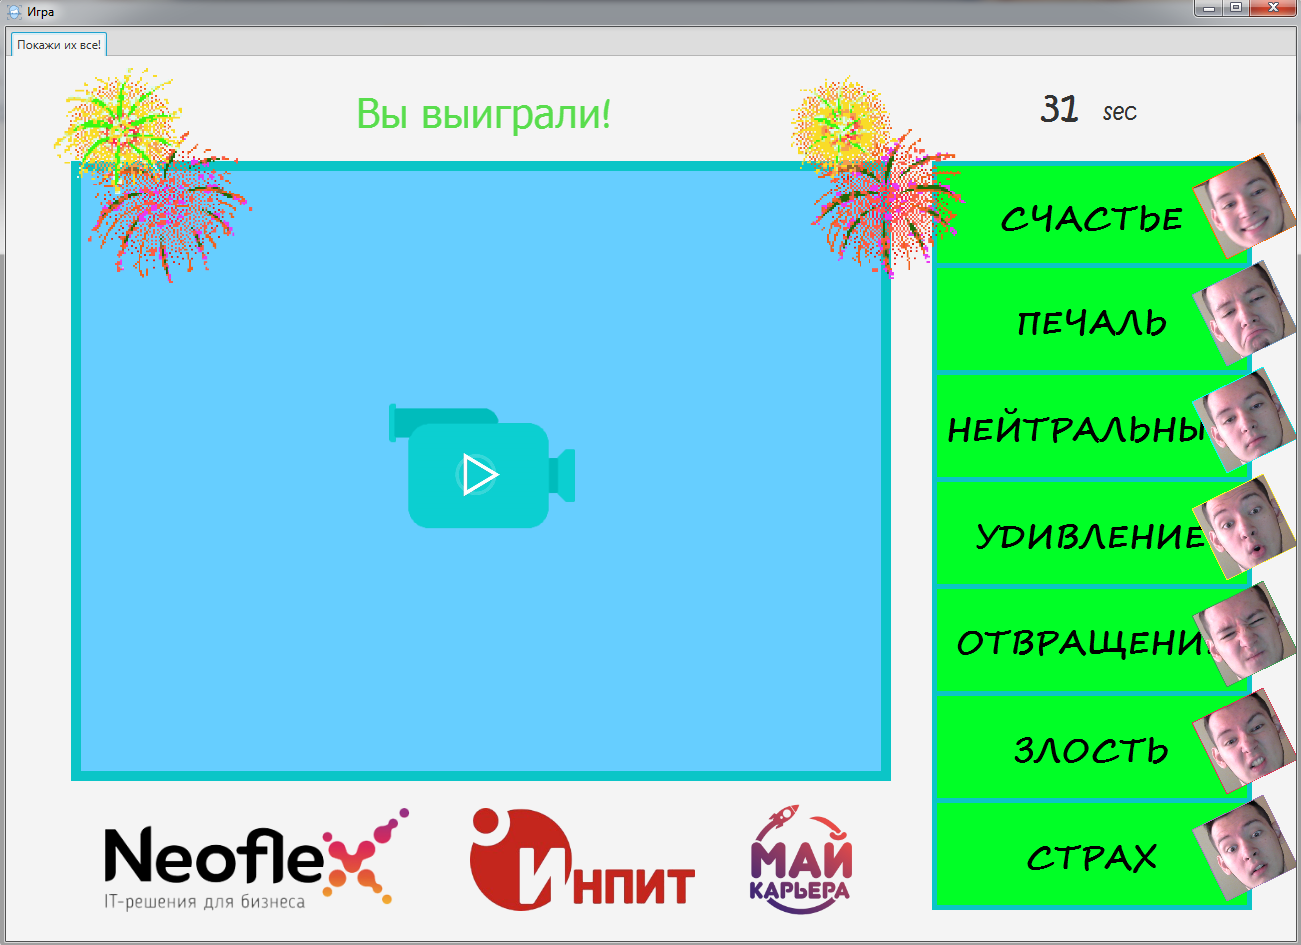 Игра
Покажи их все!
Вы выиграли!
31 sec
СЧАСТЬЕ
ПЕЧАЛЬ
НЕЙТРАЛЬНЫ
УДИВЛЕНИЕ
ОТВРАЩЕНИ
ЗЛОСТЬ
СТРАХ
Neoflex
IT-решения для бизнеса
Инпит
МАЙ
КАРЬЕРА